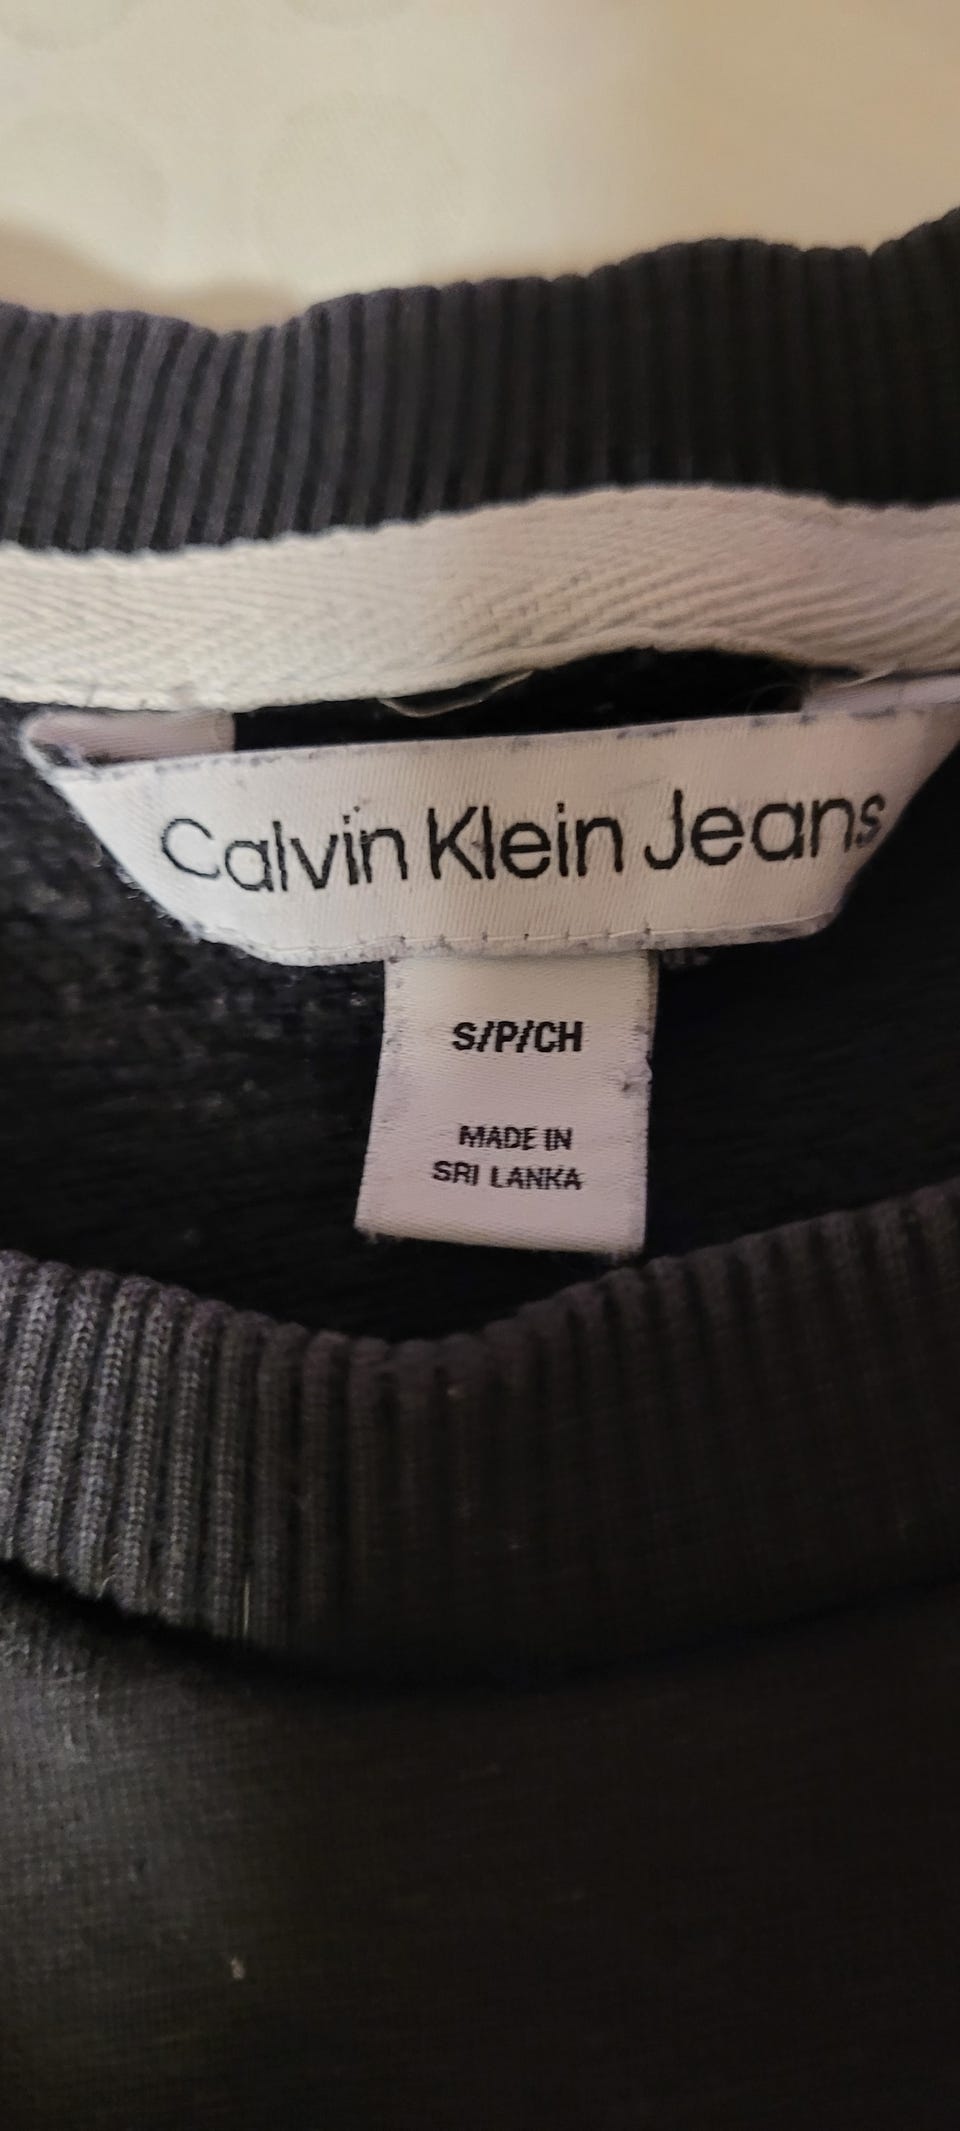 Calvin Klein Jeans
S/P/CH
MADE IN
SRI LANKA